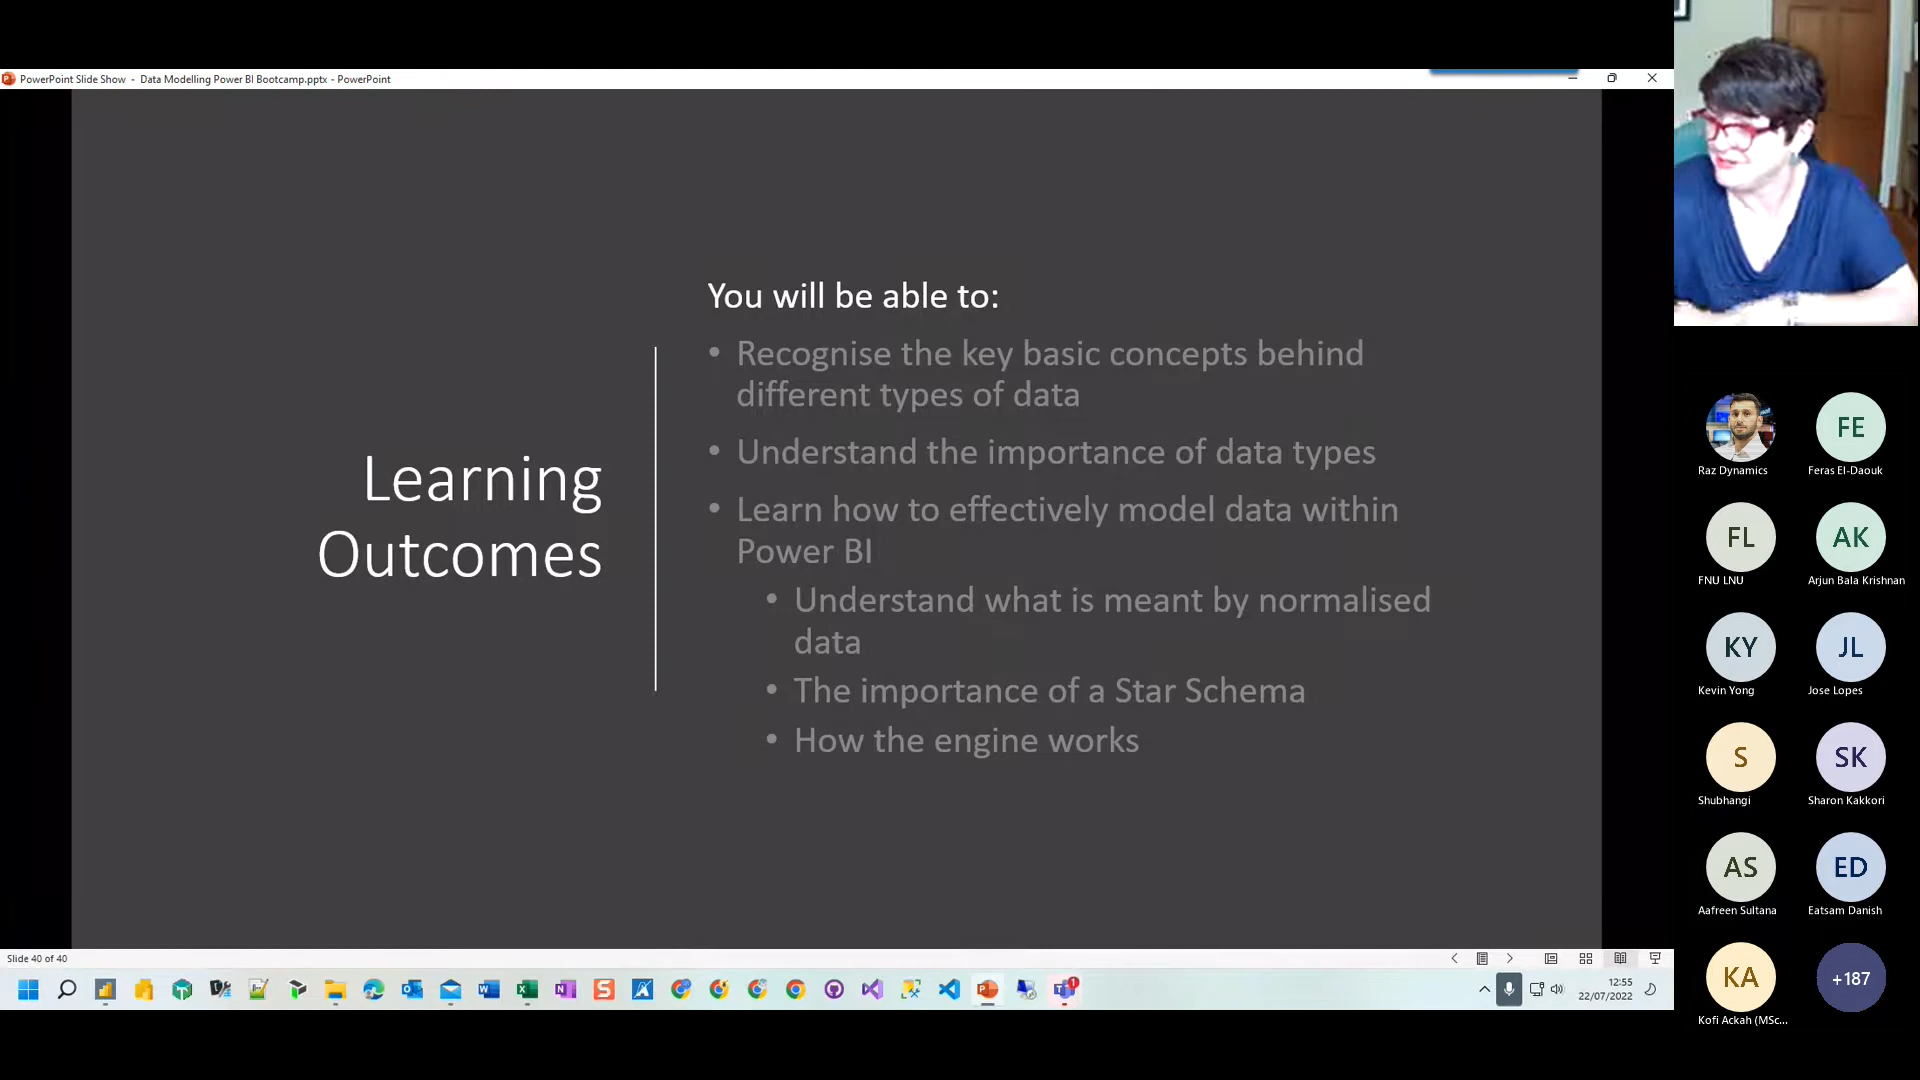 PowerPoint Slide Show - Data Modelling Power BI Bootcamp.pptx - PowerPoint
Learning
Outcomes
You will be able to:
• Recognise the key basic concepts behind
different types of data
• Understand the importance of data types
• Learn how to effectively model data within
Power BI
• Understand what is meant by normalised
data
• The importance of a Star Schema
• How the engine works
Slide 40 of 40
12:55
22/07/2022
Raz Dynamics
FE
Feras El-Daouk
FL
FNU LNU
AK
Arjun Bala Krishnan
KY
Kevin Yong
JL
Jose Lopes
S
Shubhangi
SK
Sharon Kakkori
AS
Aafreen Sultana
ED
Eatsam Danish
KA
Kofi Ackah (MSc...
+187